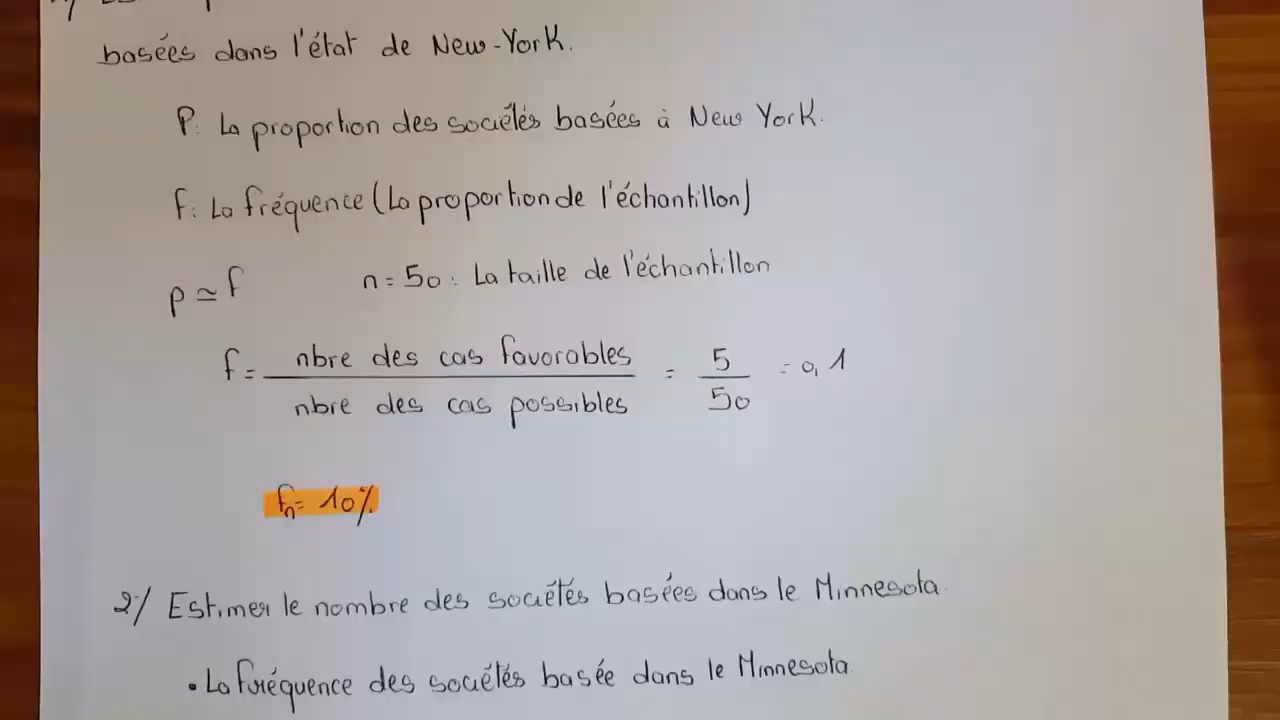 basées dans l'état de New-York.
P: La proportion des sociétés basées à New York.
f: La fréquence (La proportion de l'échantillon)
p ≃ f n = 50 : La taille de l'échantillon
f = nbre des cas favorables / nbre des cas possibles = 5 / 50 = 0,1
fn = 10%
2/ Estimer le nombre des sociétés basées dans le Minnesota.
• La fréquence des sociétés basée dans le Minnesota